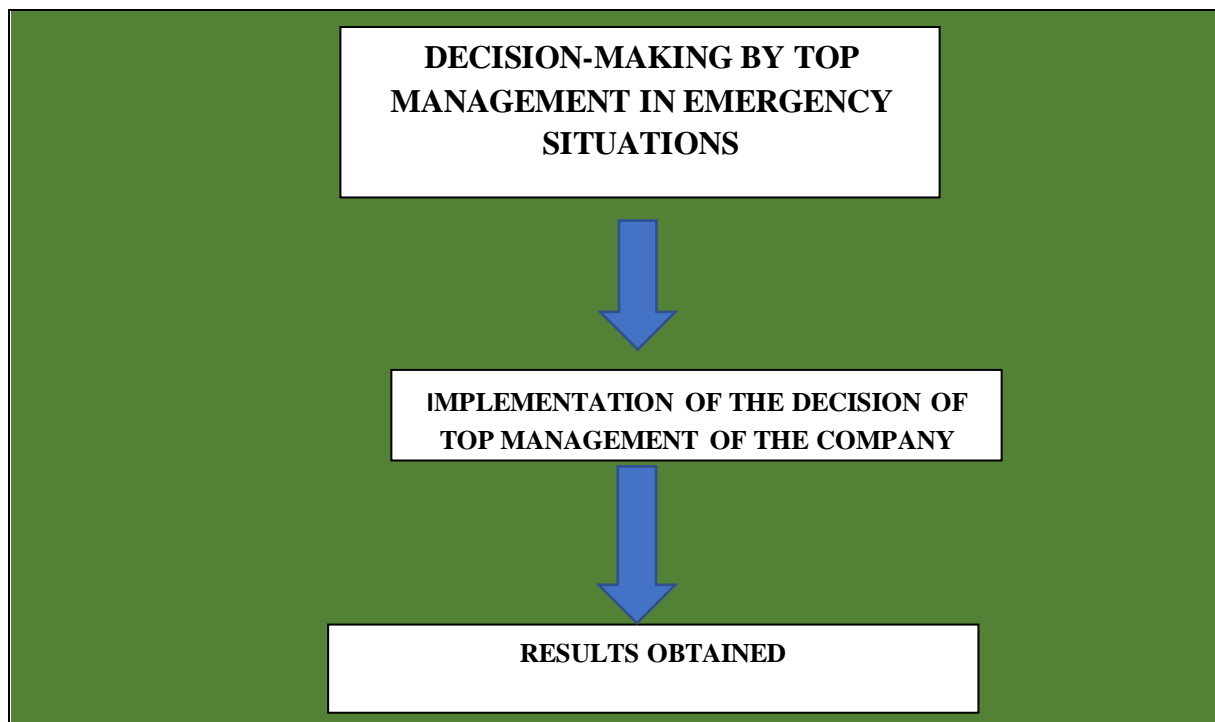 DECISION-MAKING BY TOP
MANAGEMENT IN EMERGENCY
SITUATIONS
IMPLEMENTATION OF THE DECISION OF
TOP MANAGEMENT OF THE COMPANY
RESULTS OBTAINED